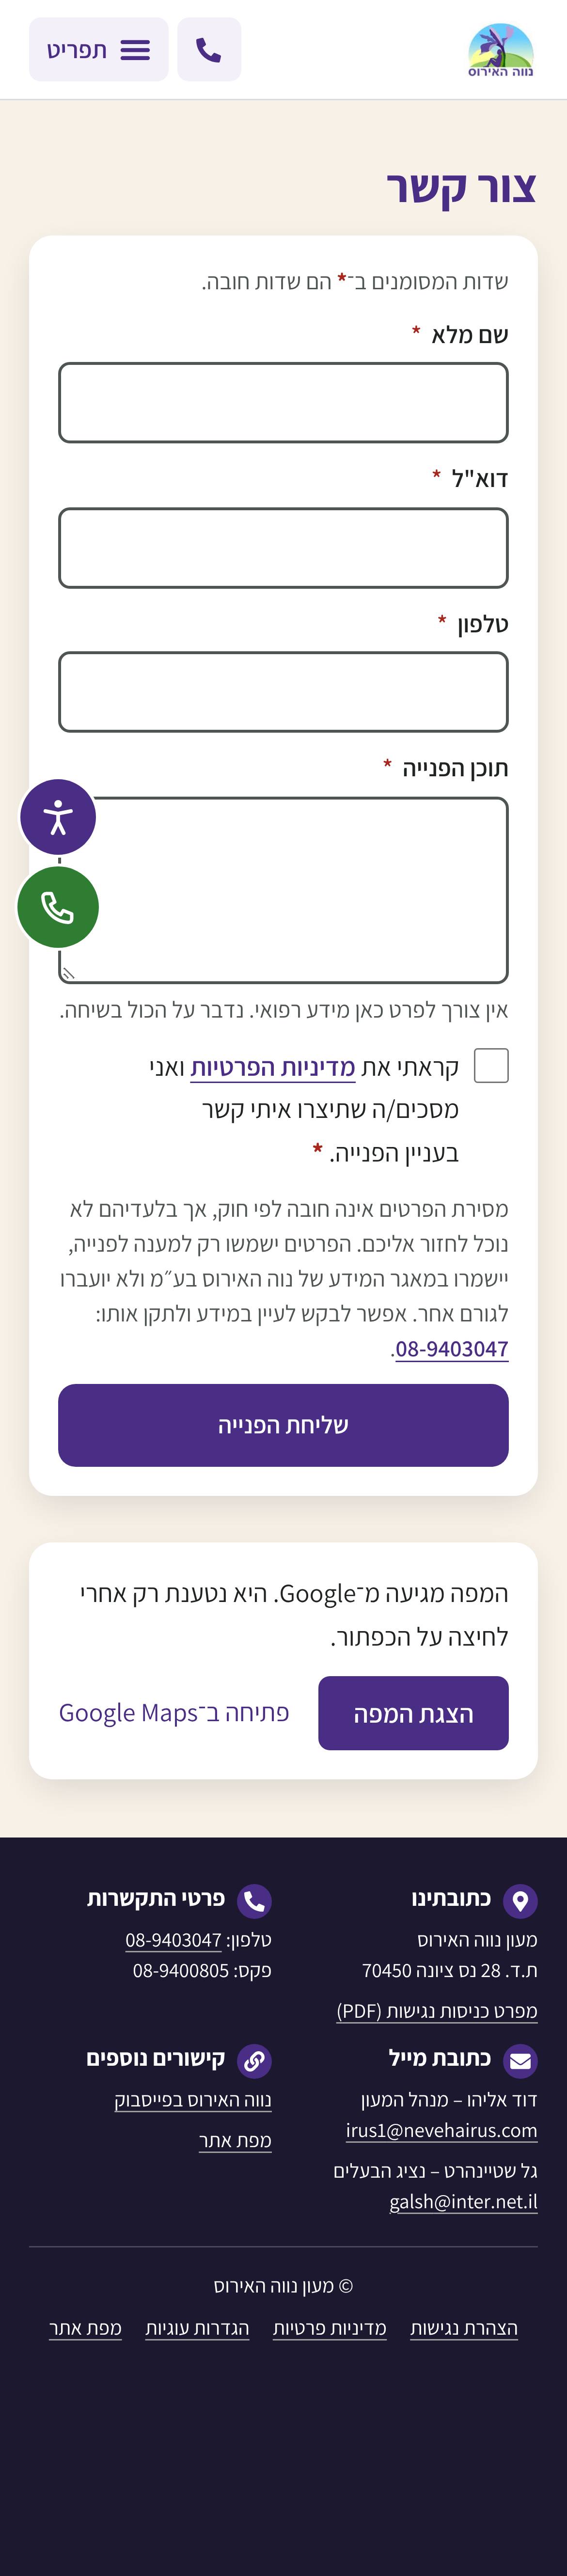 נווה האירוס
תפריט
צור קשר
שדות המסומנים ב־* הם שדות חובה.
שם מלא *
דוא"ל *
טלפון *
תוכן הפנייה *
אין צורך לפרט כאן מידע רפואי. נדבר על הכול בשיחה.
קראתי את מדיניות הפרטיות ואני
מסכים/ה שתיצרו איתי קשר
בעניין הפנייה. *
מסירת הפרטים אינה חובה לפי חוק, אך בלעדיהם לא
נוכל לחזור אליכם. הפרטים ישמשו רק למענה לפנייה,
יישמרו במאגר המידע של נוה האירוס בע״מ ולא יועברו
לגורם אחר. אפשר לבקש לעיין במידע ולתקן אותו:
08-9403047.
שליחת הפנייה
המפה מגיעה מ־Google. היא נטענת רק אחרי
לחיצה על הכפתור.
הצגת המפה
פתיחה ב־Google Maps
כתובתינו
מעון נווה האירוס
ת.ד. 28 נס ציונה 70450
מפרט כניסות נגישות (PDF)
פרטי התקשרות
טלפון: 08-9403047
פקס: 08-9400805
כתובת מייל
דוד אליהו – מנהל המעון
irus1@nevehairus.com
גל שטיינהרט – נציג הבעלים
galsh@inter.net.il
קישורים נוספים
נווה האירוס בפייסבוק
מפת אתר
© מעון נווה האירוס
הצהרת נגישות מדיניות פרטיות הגדרות עוגיות מפת אתר